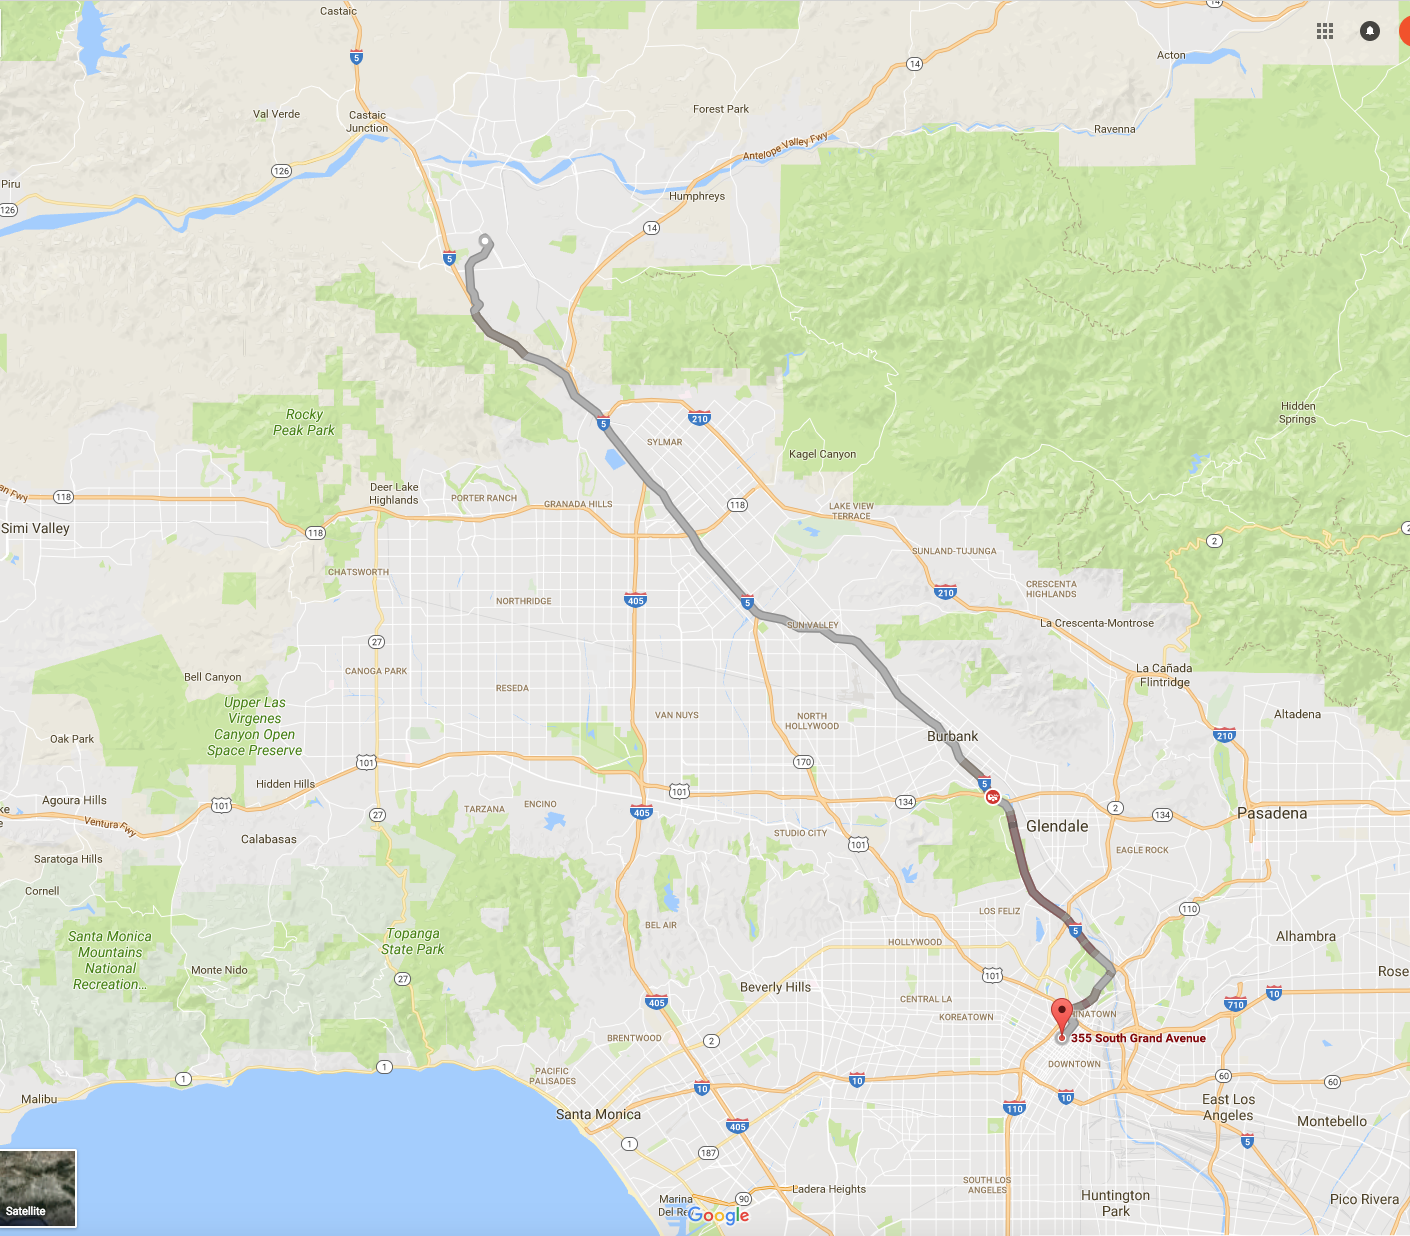 Castaic
14
5
Acton
14
Forest Park
Val Verde
Castaic
Junction
Ravenna
Antelope Valley Fwy
126
Piru
126
Humphreys
14
5
Hidden
Springs
Rocky
Peak Park
5
210
SYLMAR
Kagel Canyon
Deer Lake
Highlands
PORTER RANCH
GRANADA HILLS
an Fwy
118
118
LAKE VIEW
TERRACE
Simi Valley
118
2
2
SUNLAND-TUJUNGA
CHATSWORTH
CRESCENTA
HIGHLANDS
NORTHRIDGE
405
5
210
SUN VALLEY
La Crescenta-Montrose
27
CANOGA PARK
Bell Canyon
La Cañada
Flintridge
RESEDA
Upper Las
Virgenes
Canyon Open
Space Preserve
VAN NUYS
NORTH
HOLLYWOOD
Altadena
Oak Park
Burbank
210
101
170
Hidden Hills
5
101
134
Agoura Hills
101
TARZANA
ENCINO
405
2
134
Pasadena
27
Ventura Fwy
Glendale
STUDIO CITY
Calabasas
101
EAGLE ROCK
Saratoga Hills
Cornell
110
LOS FELIZ
BEL AIR
5
Santa Monica
Mountains
National
Recreation...
Topanga
State Park
Alhambra
HOLLYWOOD
Monte Nido
27
101
Rose
Beverly Hills
405
CENTRAL LA
710
10
KOREATOWN
INATOWN
BRENTWOOD
2
355 South Grand Avenue
DOWNTOWN
1
1
PACIFIC
PALISADES
10
10
60
60
Malibu
10
110
East Los
Angeles
Santa Monica
405
Montebello
1
5
187
SOUTH LOS
ANGELES
Ladera Heights
Marina
Del Rey
90
Huntington
Park
Pico Rivera
Satellite
Google